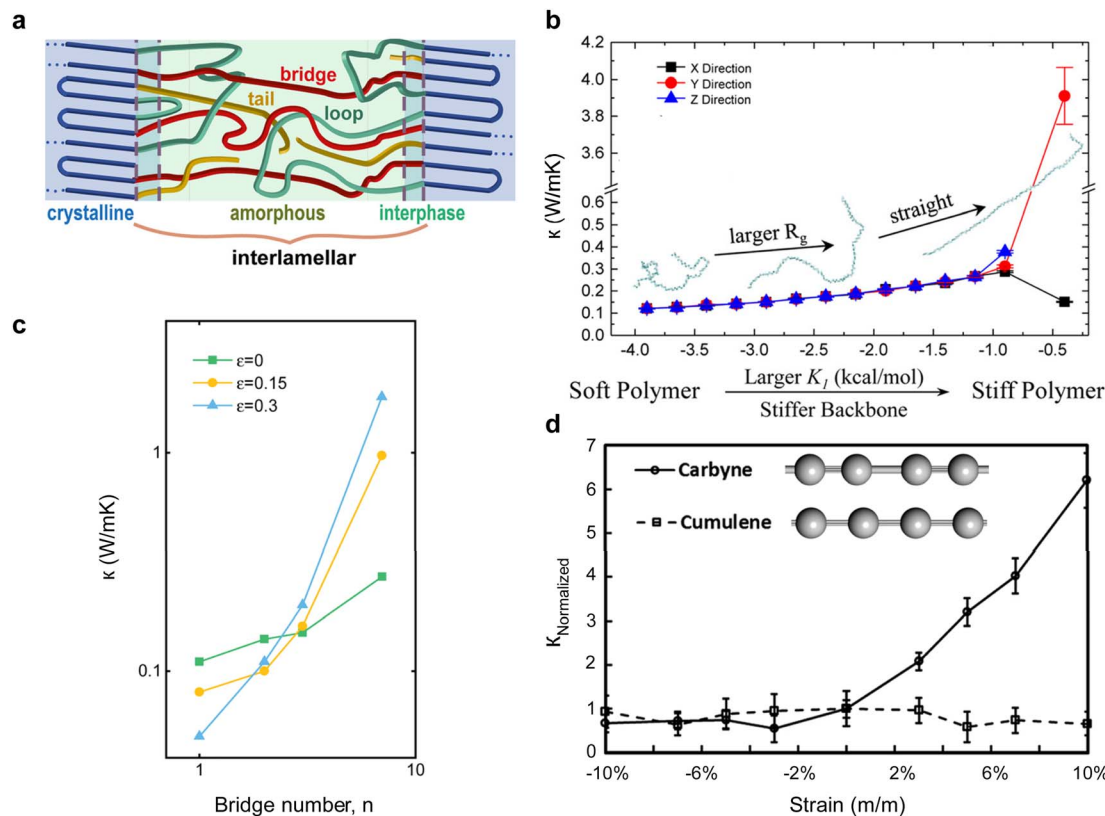 a
bridge
tail
loop
crystalline
amorphous
interphase
interlamellar
b
X Direction
Y Direction
Z Direction
κ (W/mK)
4.2
4.0
3.8
3.6
0.6
0.5
0.4
0.3
0.2
0.1
0.0
larger Rg
straight
-4.0 -3.5 -3.0 -2.5 -2.0 -1.5 -1.0 -0.5
Larger K1 (kcal/mol)
Soft Polymer Stiff Polymer
Stiffer Backbone
c
ε=0
ε=0.15
ε=0.3
κ (W/mK)
1
0.1
1 10
Bridge number, n
d
Carbyne
Cumulene
κNormalized
7
6
5
4
3
2
1
0
-10% -6% -2% 2% 6% 10%
Strain (m/m)